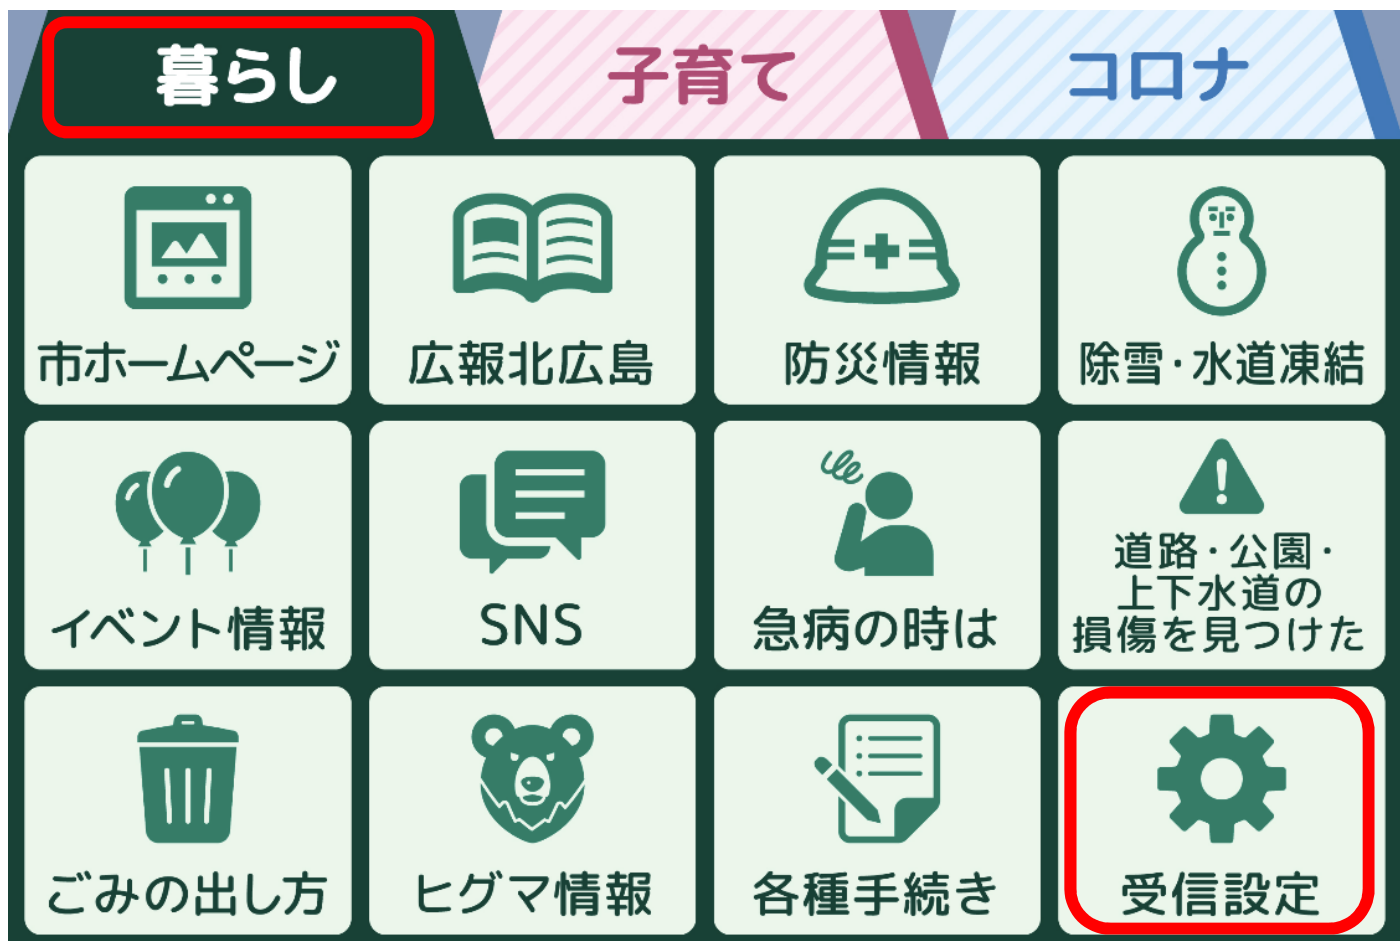 暮らし
子育て
コロナ
市ホームページ
広報北広島
防災情報
除雪・水道凍結
イベント情報
SNS
急病の時は
道路・公園・
上下水道の
損傷を見つけた
ごみの出し方
ヒグマ情報
各種手続き
受信設定